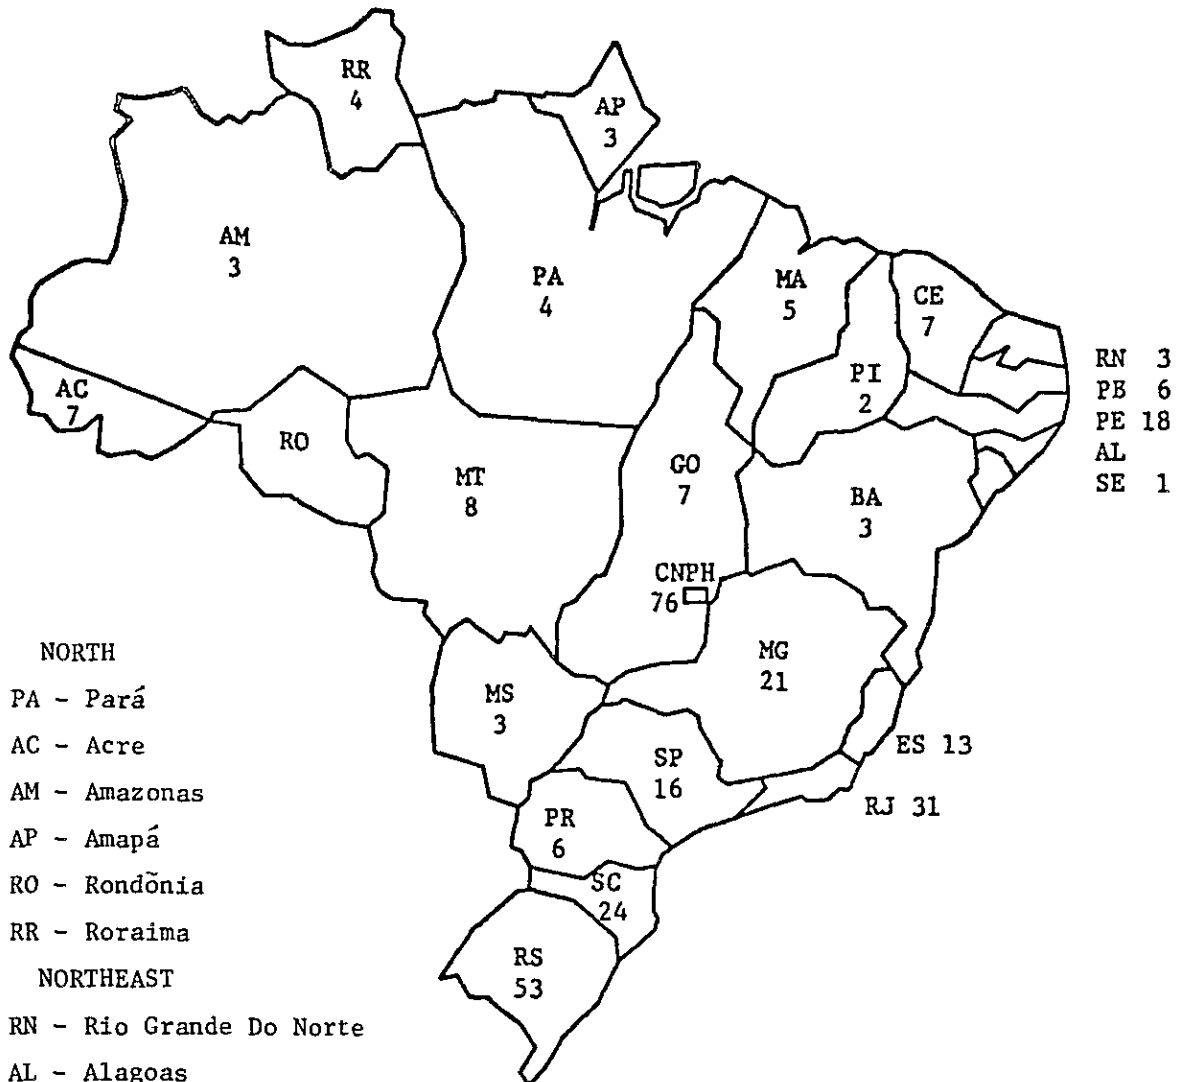 RR
4
AP
3
AM
3
PA
4
MA
5
CE
7
RN 3
PB 6
PE 18
AL
SE 1
PI
2
AC
7
RO
MT
8
GO
7
BA
3
CNPH
76
MG
21
MS
3
ES 13
SP
16
RJ 31
PR
6
SC
24
RS
53
NORTH
PA - Pará
AC - Acre
AM - Amazonas
AP - Amapá
RO - Rondõnia
RR - Roraima
NORTHEAST
RN - Rio Grande Do Norte
AL - Alagoas